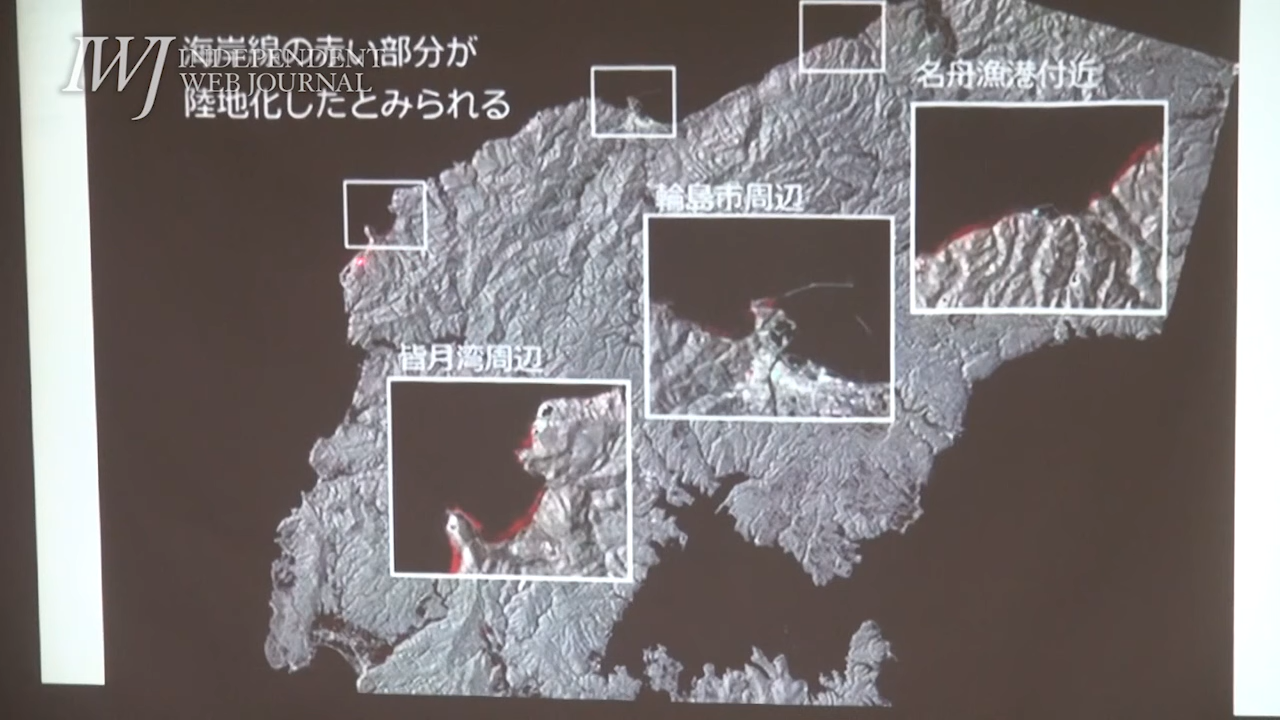 海岸線の赤い部分が
陸地化したとみられる
IWJ INDEPENDENT
WEB JOURNAL
名舟漁港付近
輪島市周辺
皆月湾周辺